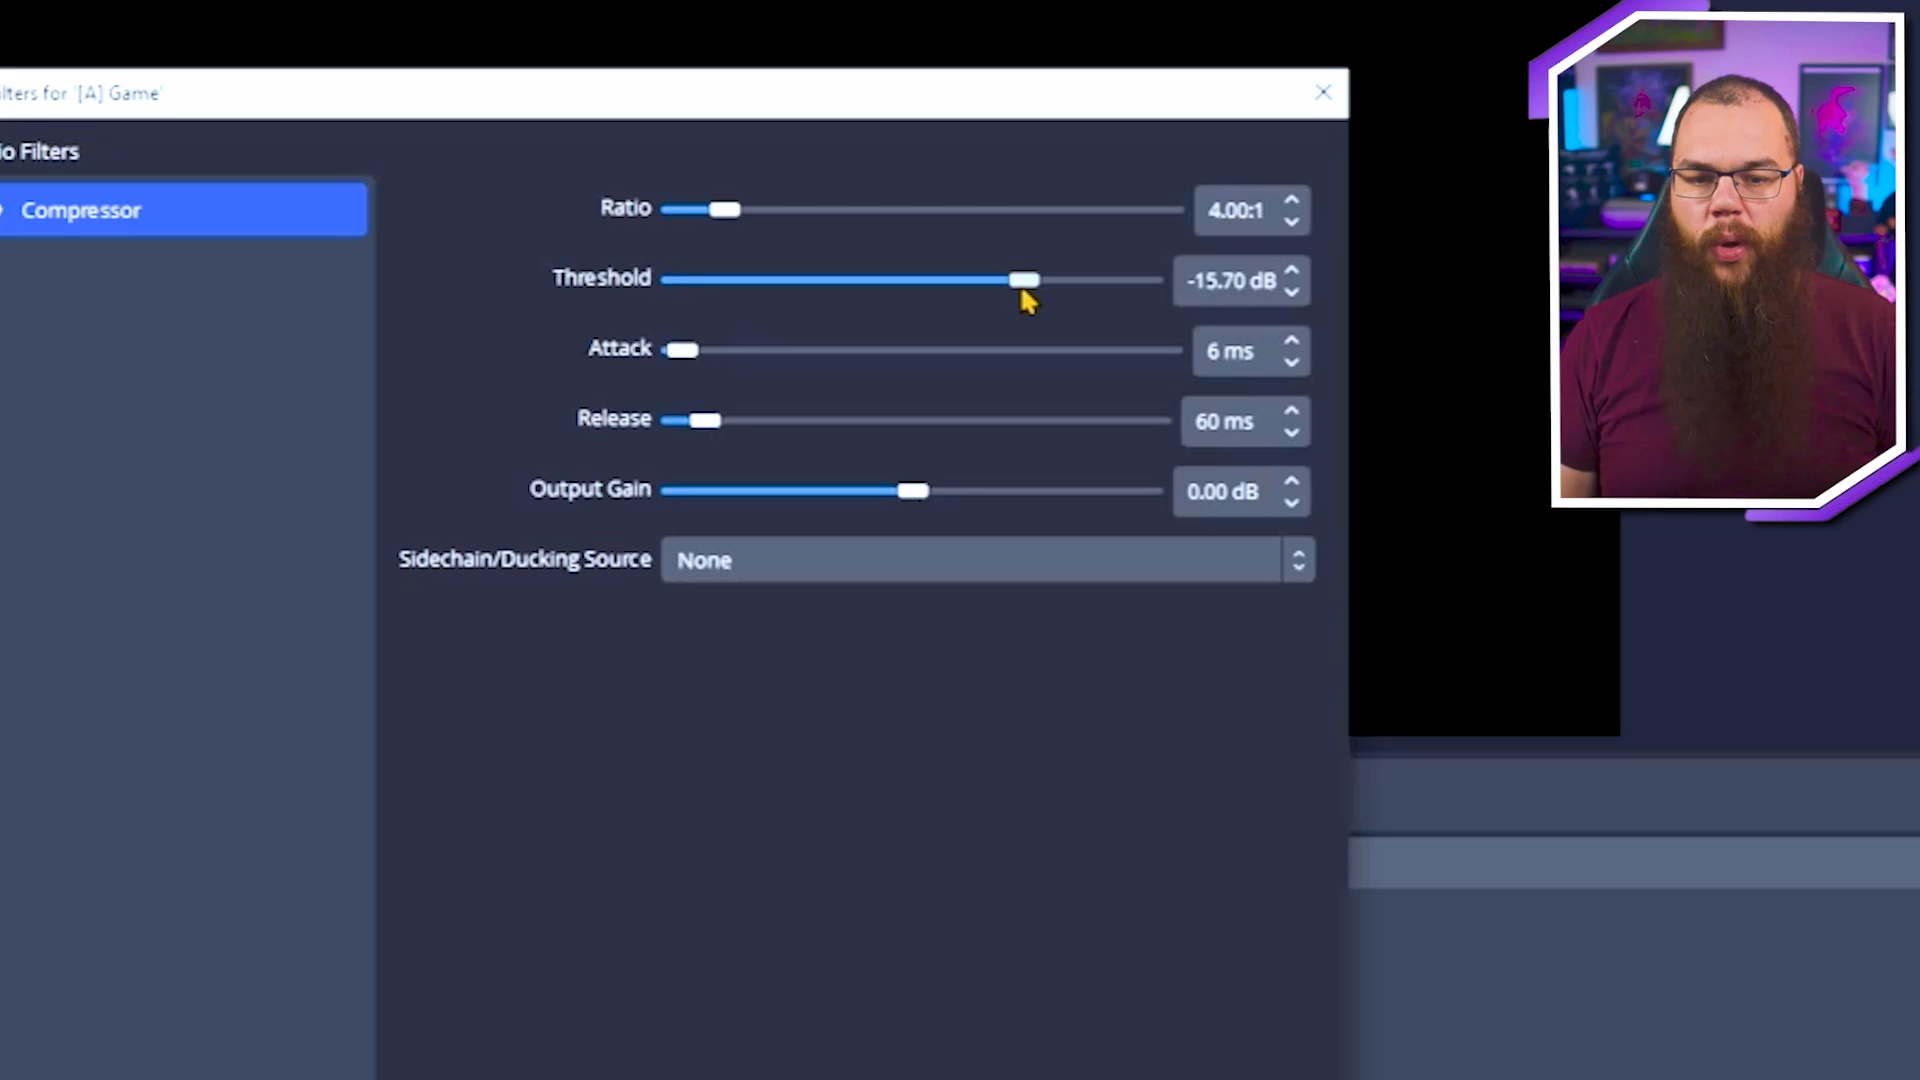 lters for '[A] Game'
io Filters
Compressor
Ratio 4.00:1
Threshold -15.70 dB
Attack 6 ms
Release 60 ms
Output Gain 0.00 dB
Sidechain/Ducking Source None